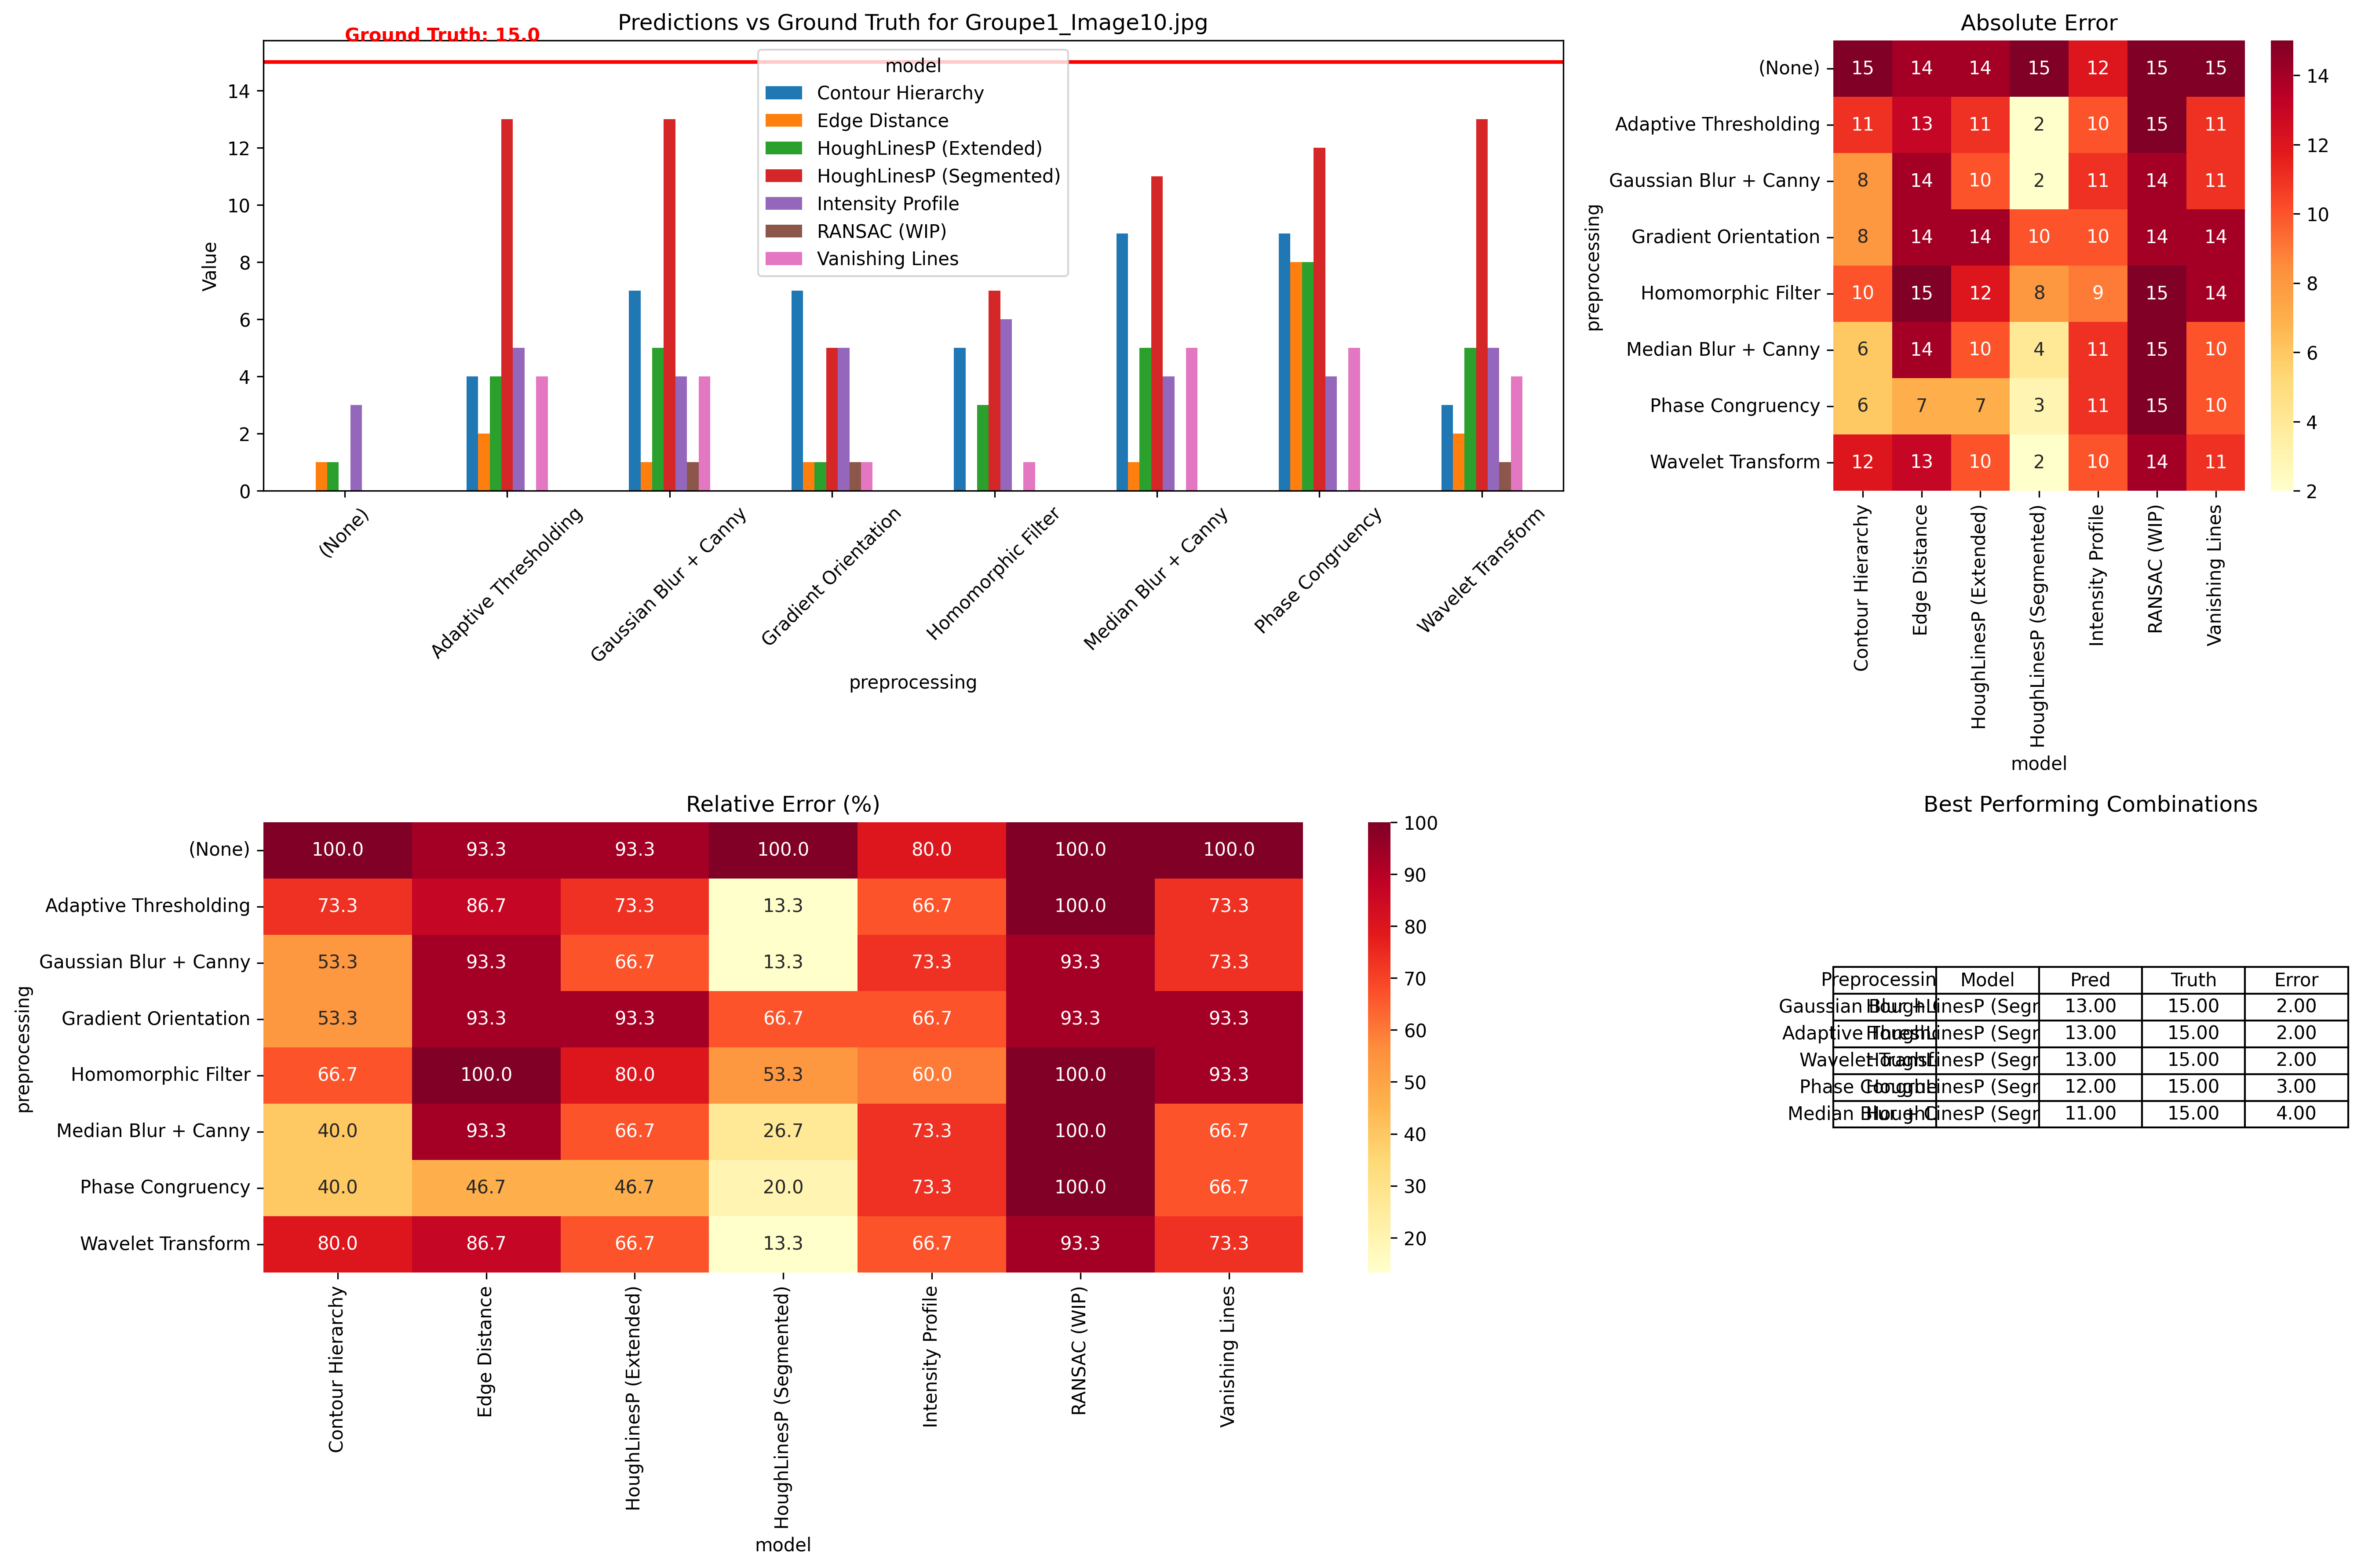 Predictions vs Ground Truth for Groupe1_Image10.jpg
Ground Truth: 15.0
Value
14
12
10
8
6
4
2
0
model
Contour Hierarchy
Edge Distance
HoughLinesP (Extended)
HoughLinesP (Segmented)
Intensity Profile
RANSAC (WIP)
Vanishing Lines
(None)
Adaptive Thresholding
Gaussian Blur + Canny
Gradient Orientation
Homomorphic Filter
Median Blur + Canny
Phase Congruency
Wavelet Transform
preprocessing
Absolute Error
preprocessing
(None) 15 14 14 15 12 15 15
Adaptive Thresholding 11 13 11 2 10 15 11
Gaussian Blur + Canny 8 14 10 2 11 14 11
Gradient Orientation 8 14 14 10 10 14 14
Homomorphic Filter 10 15 12 8 9 15 14
Median Blur + Canny 6 14 10 4 11 15 10
Phase Congruency 6 7 7 3 11 15 10
Wavelet Transform 12 13 10 2 10 14 11
Contour Hierarchy
Edge Distance
HoughLinesP (Extended)
HoughLinesP (Segmented)
Intensity Profile
RANSAC (WIP)
Vanishing Lines
model
14
12
10
8
6
4
2
Relative Error (%)
preprocessing
(None) 100.0 93.3 93.3 100.0 80.0 100.0 100.0
Adaptive Thresholding 73.3 86.7 73.3 13.3 66.7 100.0 73.3
Gaussian Blur + Canny 53.3 93.3 66.7 13.3 73.3 93.3 73.3
Gradient Orientation 53.3 93.3 93.3 66.7 66.7 93.3 93.3
Homomorphic Filter 66.7 100.0 80.0 53.3 60.0 100.0 93.3
Median Blur + Canny 40.0 93.3 66.7 26.7 73.3 100.0 66.7
Phase Congruency 40.0 46.7 46.7 20.0 73.3 100.0 66.7
Wavelet Transform 80.0 86.7 66.7 13.3 66.7 93.3 73.3
Contour Hierarchy
Edge Distance
HoughLinesP (Extended)
HoughLinesP (Segmented)
Intensity Profile
RANSAC (WIP)
Vanishing Lines
model
100
90
80
70
60
50
40
30
20
Best Performing Combinations
Preprocessin Model Pred Truth Error
Gaussian (Segr 13.00 15.00 2.00
Adaptive (Segr 13.00 15.00 2.00
Wavelet (Segr 13.00 15.00 2.00
Phase (Segr 12.00 15.00 3.00
Median (Segr 11.00 15.00 4.00